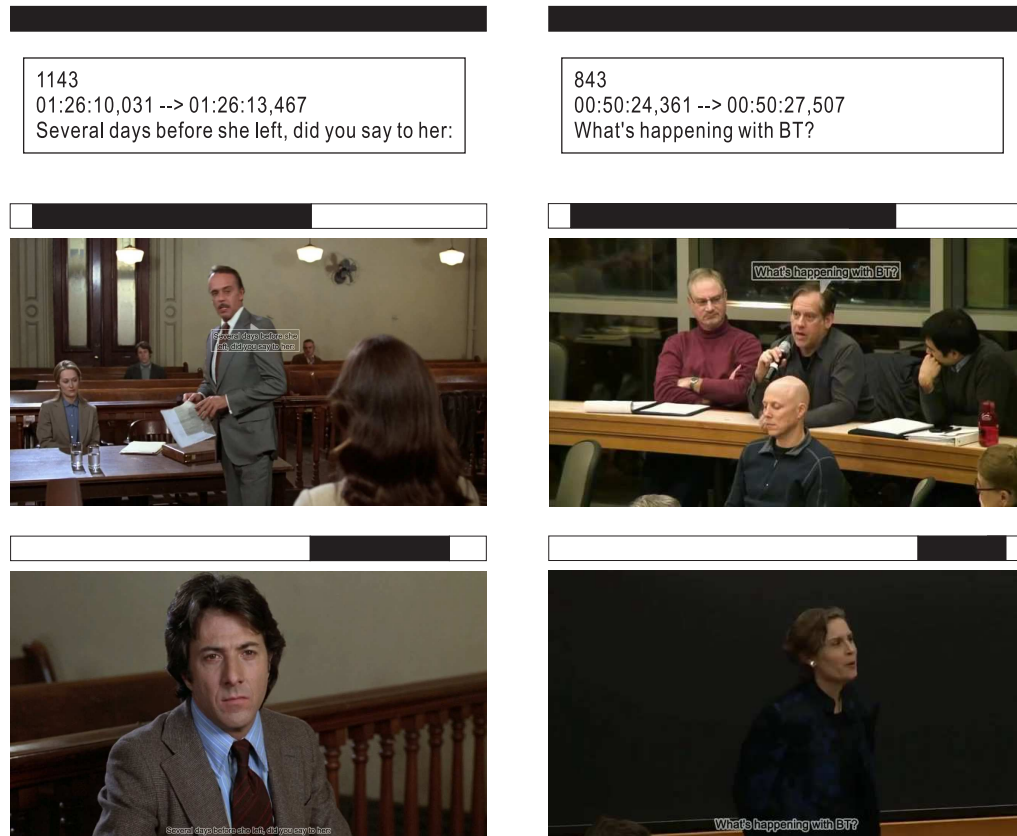 1143
01:26:10,031 --> 01:26:13,467
Several days before she left, did you say to her:
843
00:50:24,361 --> 00:50:27,507
What's happening with BT?
Several days before she
left, did you say to her:
What's happening with BT?
Several days before she left, did you say to her:
What's happening with BT?